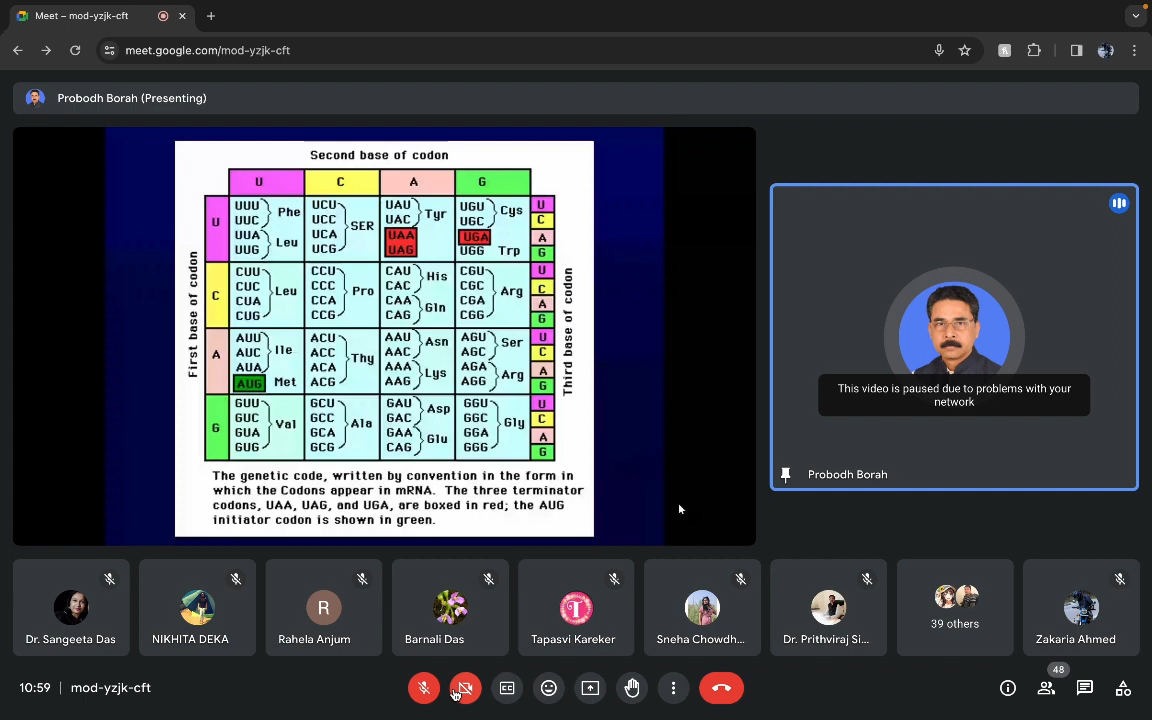 Meet – mod-yzjk-cft
meet.google.com/mod-yzjk-cft
Probodh Borah (Presenting)
Second base of codon
U C A G
First base of codon
Third base of codon
U
UUU UCU UAU UGU U
UUC Phe UCC UAC Tyr UGC Cys C
UUA UCA SER UAA UGA A
UUG Leu UCG UAG UGG Trp G
C
CUU CCU CAU CGU U
CUC CCC CAC His CGC C
CUA Leu CCA Pro CAA CGA Arg A
CUG CCG CAG Gln CGG G
A
AUU ACU AAU AGU U
AUC Ile ACC AAC Asn AGC Ser C
AUA ACA Thy AAA AGA A
AUG Met ACG AAG Lys AGG Arg G
G
GUU GCU GAU GGU U
GUC GCC GAC Asp GGC C
GUA Val GCA Ala GAA GGA Gly A
GUG GCG CAG Glu GGG G
The genetic code, written by convention in the form in
which the Codons appear in mRNA. The three terminator
codons, UAA, UAG, and UGA, are boxed in red; the AUG
initiator codon is shown in green.
This video is paused due to problems with your
network
Probodh Borah
Dr. Sangeeta Das
NIKHITA DEKA
R
Rahela Anjum
Barnali Das
T
Tapasvi Kareker
Sneha Chowdh...
Dr. Prithviraj Si...
39 others
Zakaria Ahmed
10:59 | mod-yzjk-cft
48